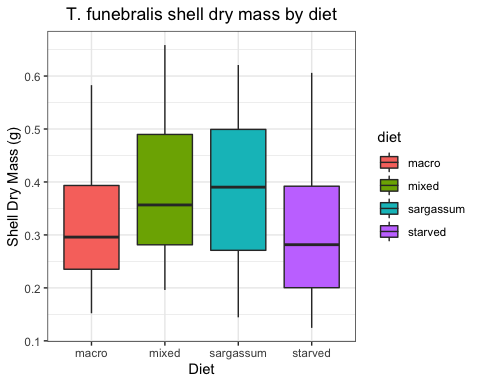 T. funebralis shell dry mass by diet
Shell Dry Mass (g)
0.6
0.5
0.4
0.3
0.2
0.1
macro mixed sargassum starved
Diet
diet
macro
mixed
sargassum
starved